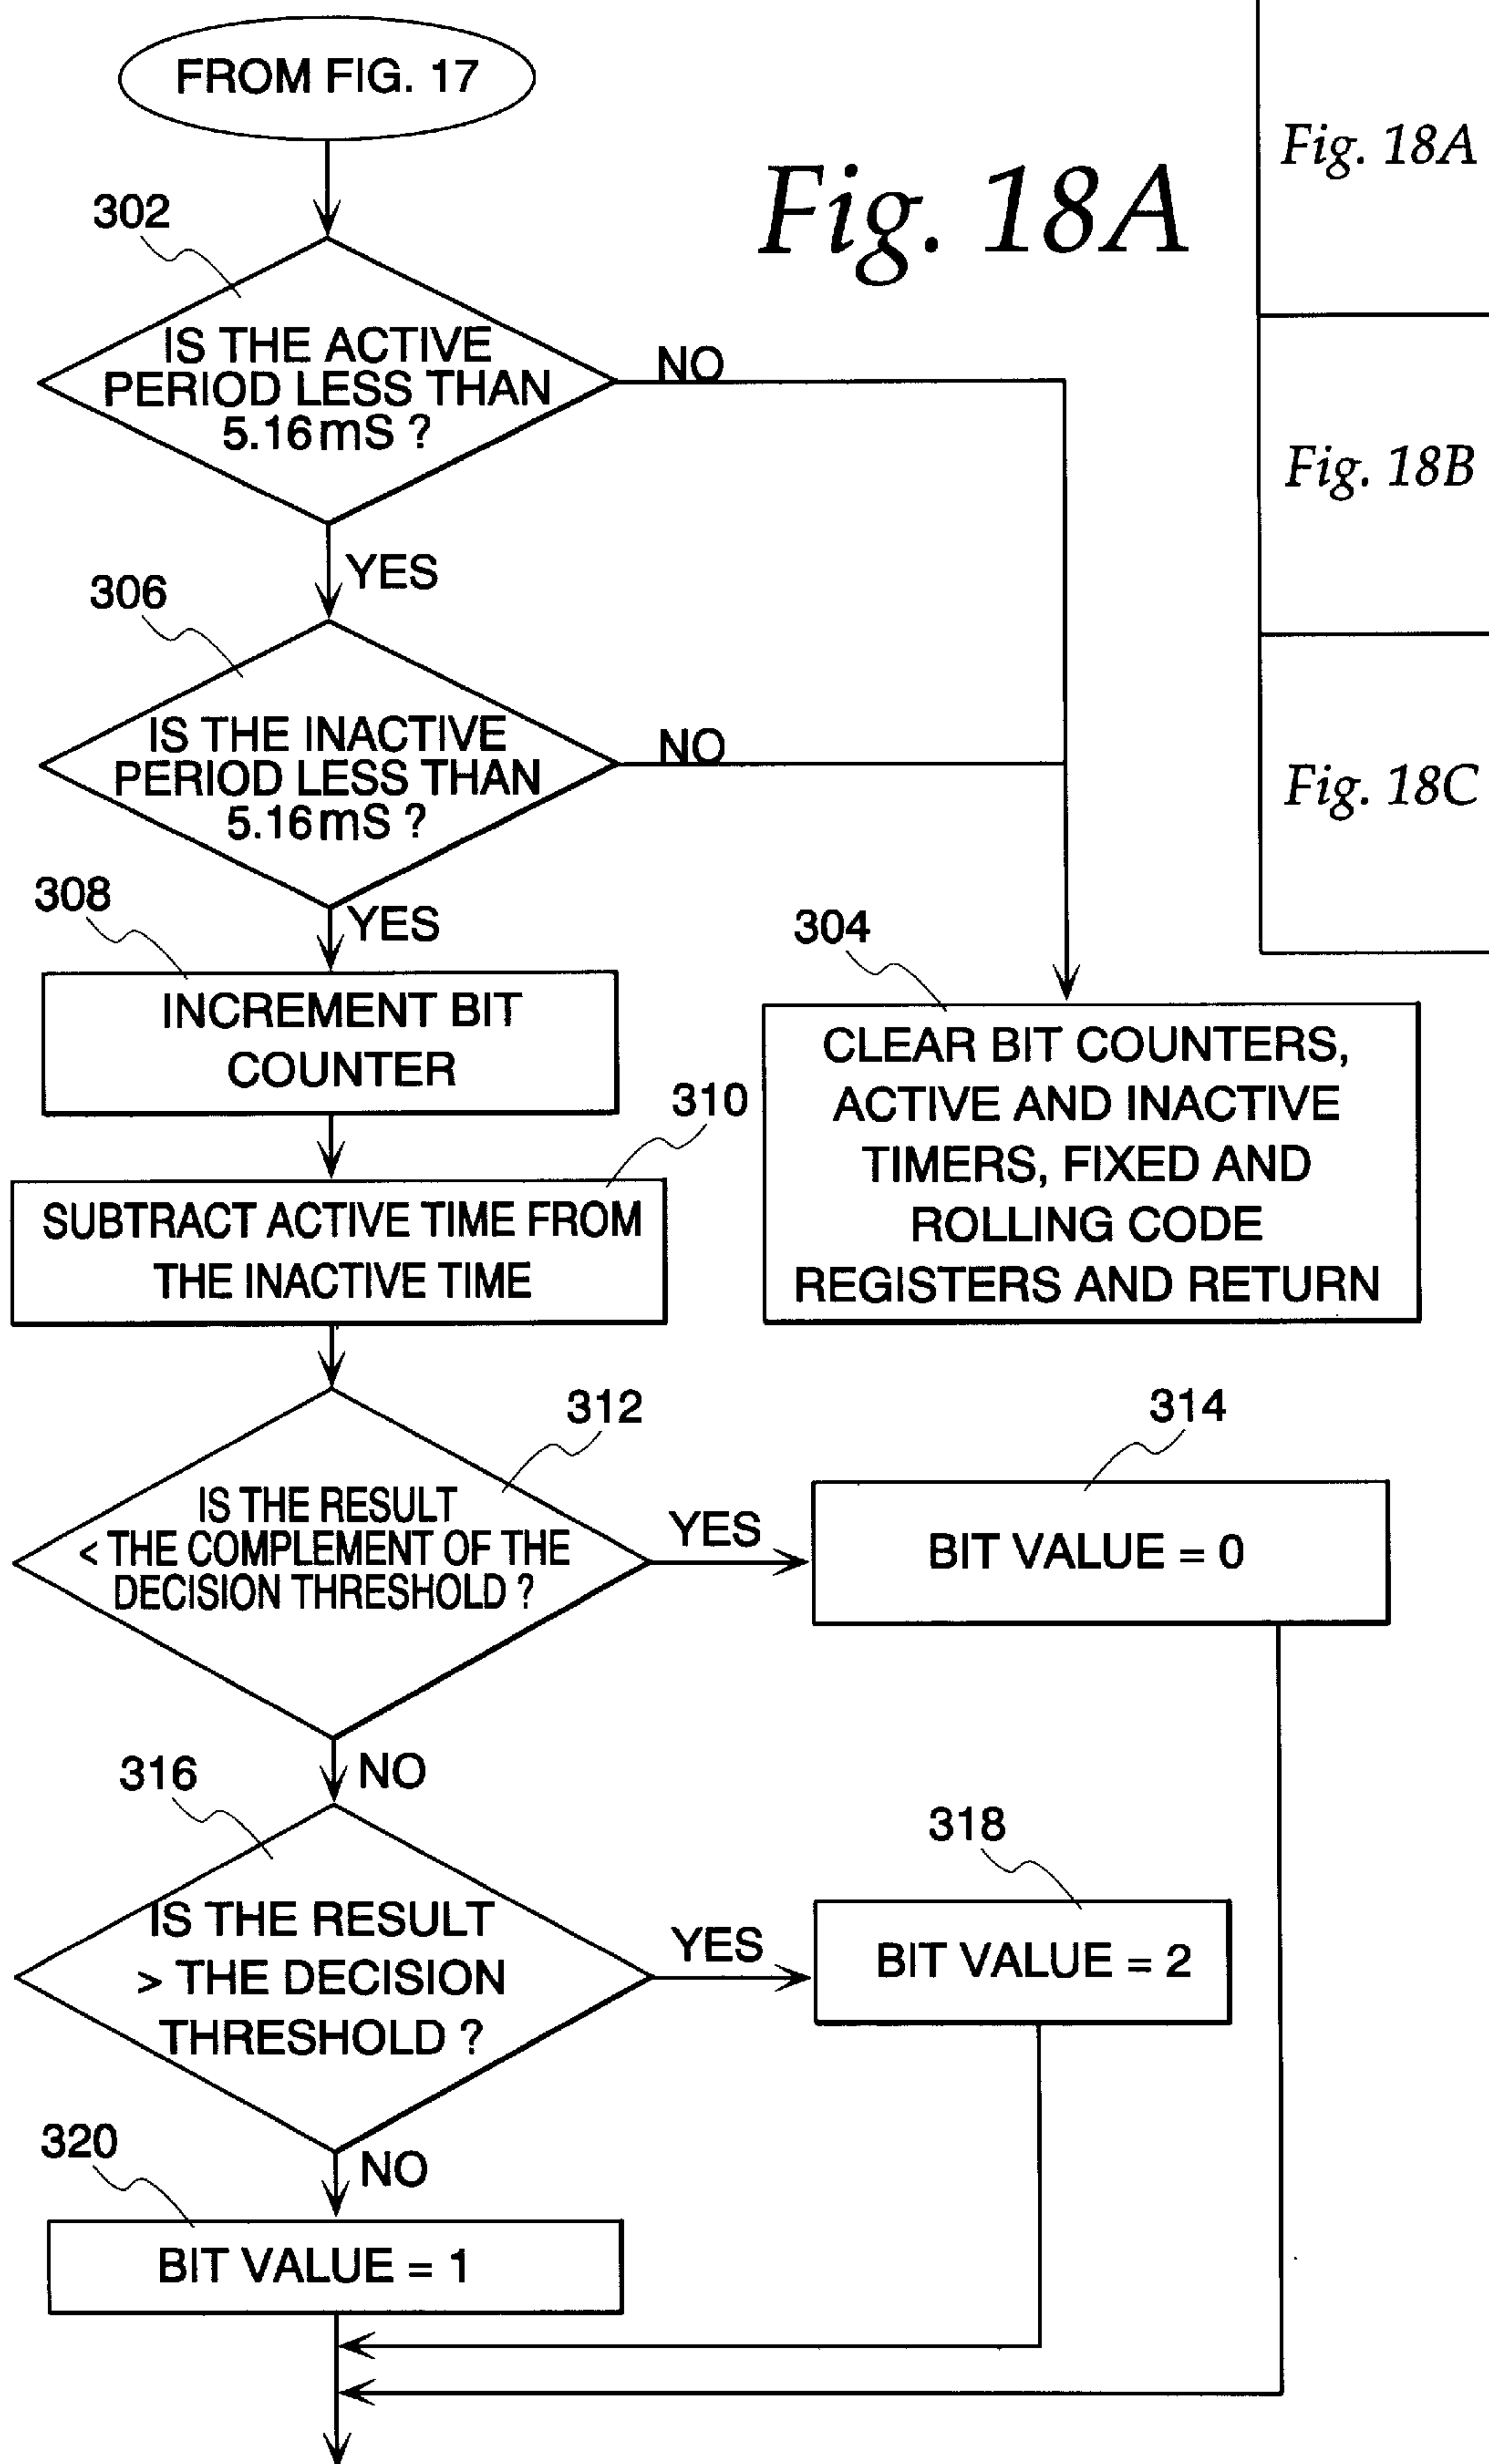 FROM FIG. 17
Fig. 18A
Fig. 18A
Fig. 18B
Fig. 18C
302
IS THE ACTIVE
PERIOD LESS THAN
5.16mS ?
NO
YES
306
IS THE INACTIVE
PERIOD LESS THAN
5.16mS ?
NO
YES
308
INCREMENT BIT
COUNTER
304
CLEAR BIT COUNTERS,
ACTIVE AND INACTIVE
TIMERS, FIXED AND
ROLLING CODE
REGISTERS AND RETURN
310
SUBTRACT ACTIVE TIME FROM
THE INACTIVE TIME
312
IS THE RESULT
< THE COMPLEMENT OF THE
DECISION THRESHOLD ?
YES
314
BIT VALUE = 0
NO
316
IS THE RESULT
> THE DECISION
THRESHOLD ?
YES
318
BIT VALUE = 2
NO
320
BIT VALUE = 1